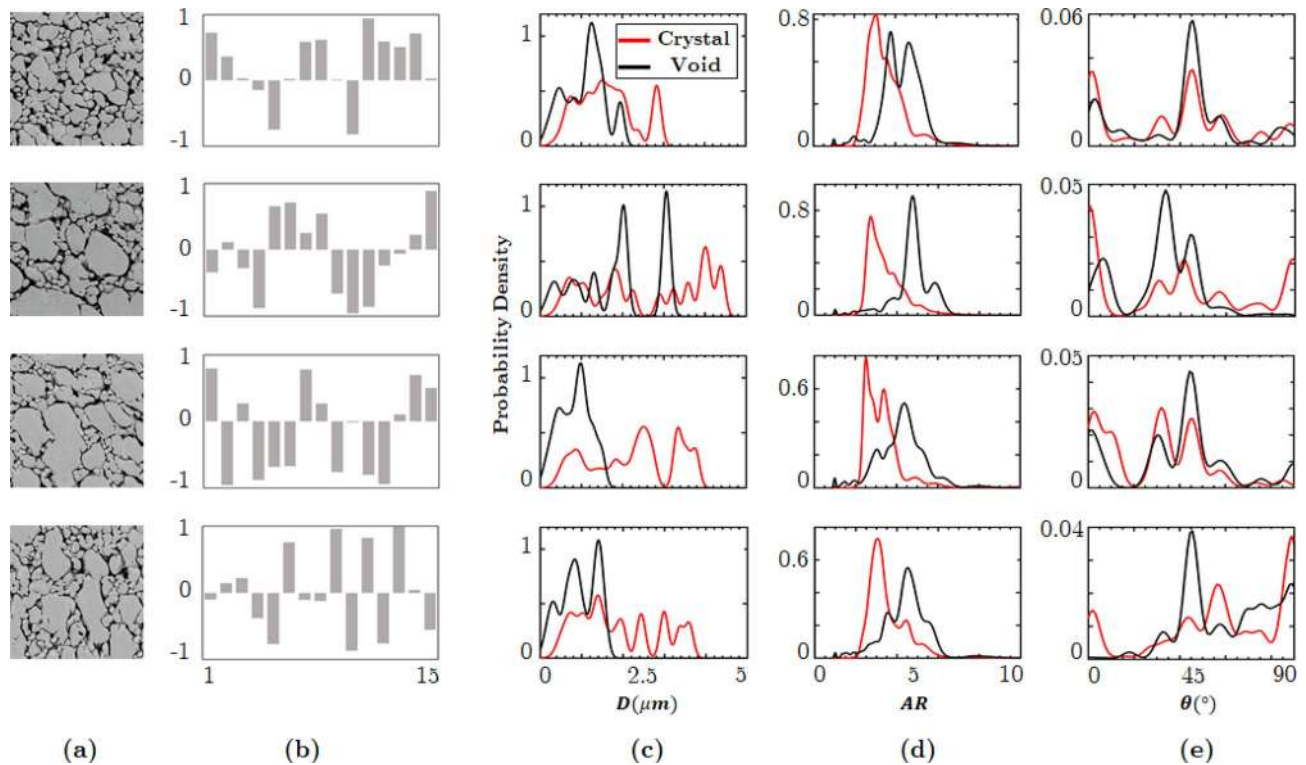 1 1 0.8 0.06
Crystal
Void
0 0
-1 0 0 0
1 1 0.8 0.05
0
-1 0 0 0
1 1 0.6 0.05
0
-1 0 0 0
1 1 0.6 0.04
0
-1 0 0 0
Probability Density
1 15 0 2.5 5 0 5 10 0 45 90
D(μm) AR θ(°)
(a) (b) (c) (d) (e)